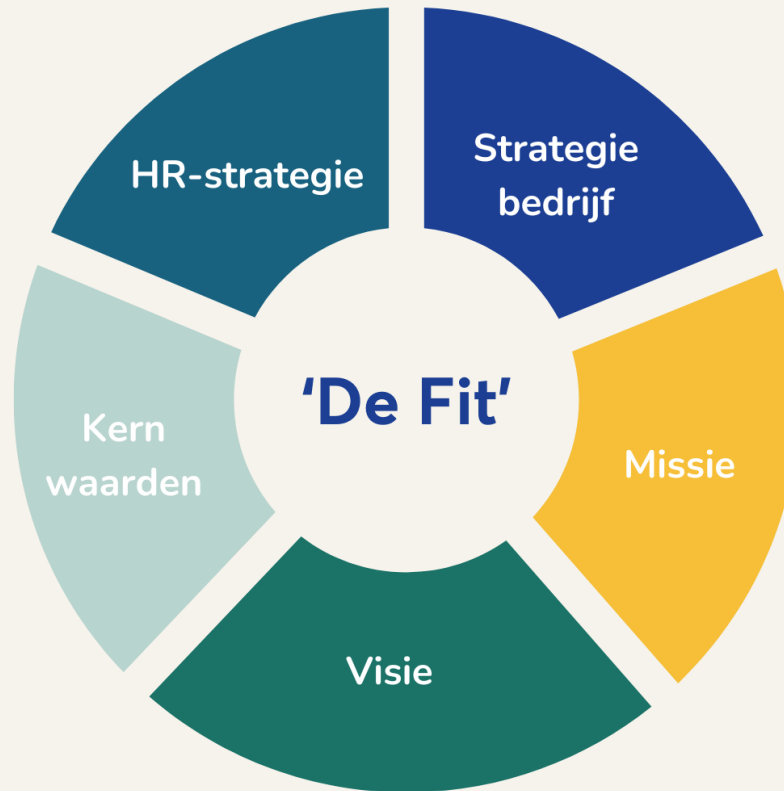 HR-strategie
Strategie
bedrijf
‘De Fit’
Kern
waarden
Missie
Visie